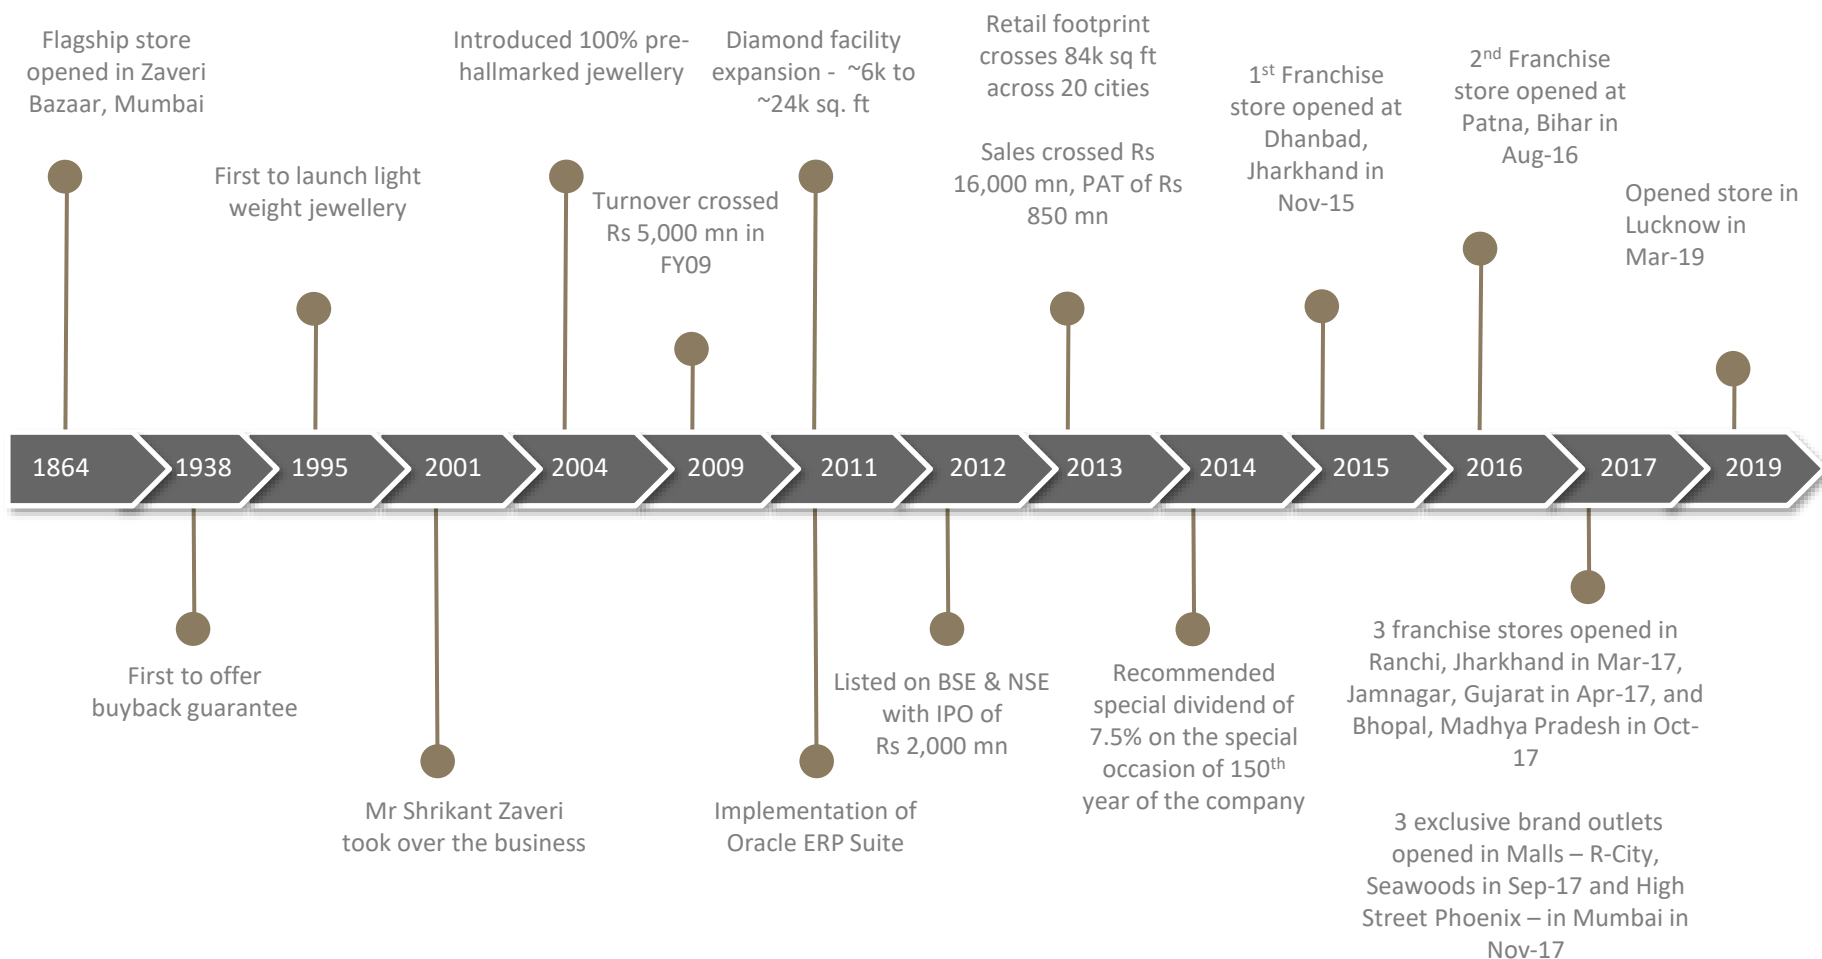 Flagship store
opened in Zaveri
Bazaar, Mumbai
First to launch light
weight jewellery
Introduced 100% pre-
hallmarked jewellery
Turnover crossed
Rs 5,000 mn in
FY09
Diamond facility
expansion - ~6k to
~24k sq. ft
Retail footprint
crosses 84k sq ft
across 20 cities
Sales crossed Rs
16,000 mn, PAT of Rs
850 mn
1st Franchise
store opened at
Dhanbad,
Jharkhand in
Nov-15
2nd Franchise
store opened at
Patna, Bihar in
Aug-16
Opened store in
Lucknow in
Mar-19
1864 1938 1995 2001 2004 2009 2011 2012 2013 2014 2015 2016 2017 2019
First to offer
buyback guarantee
Mr Shrikant Zaveri
took over the business
Implementation of
Oracle ERP Suite
Listed on BSE & NSE
with IPO of
Rs 2,000 mn
Recommended
special dividend of
7.5% on the special
occasion of 150th
year of the company
3 franchise stores opened in
Ranchi, Jharkhand in Mar-17,
Jamnagar, Gujarat in Apr-17, and
Bhopal, Madhya Pradesh in Oct-
17
3 exclusive brand outlets
opened in Malls – R-City,
Seawoods in Sep-17 and High
Street Phoenix – in Mumbai in
Nov-17